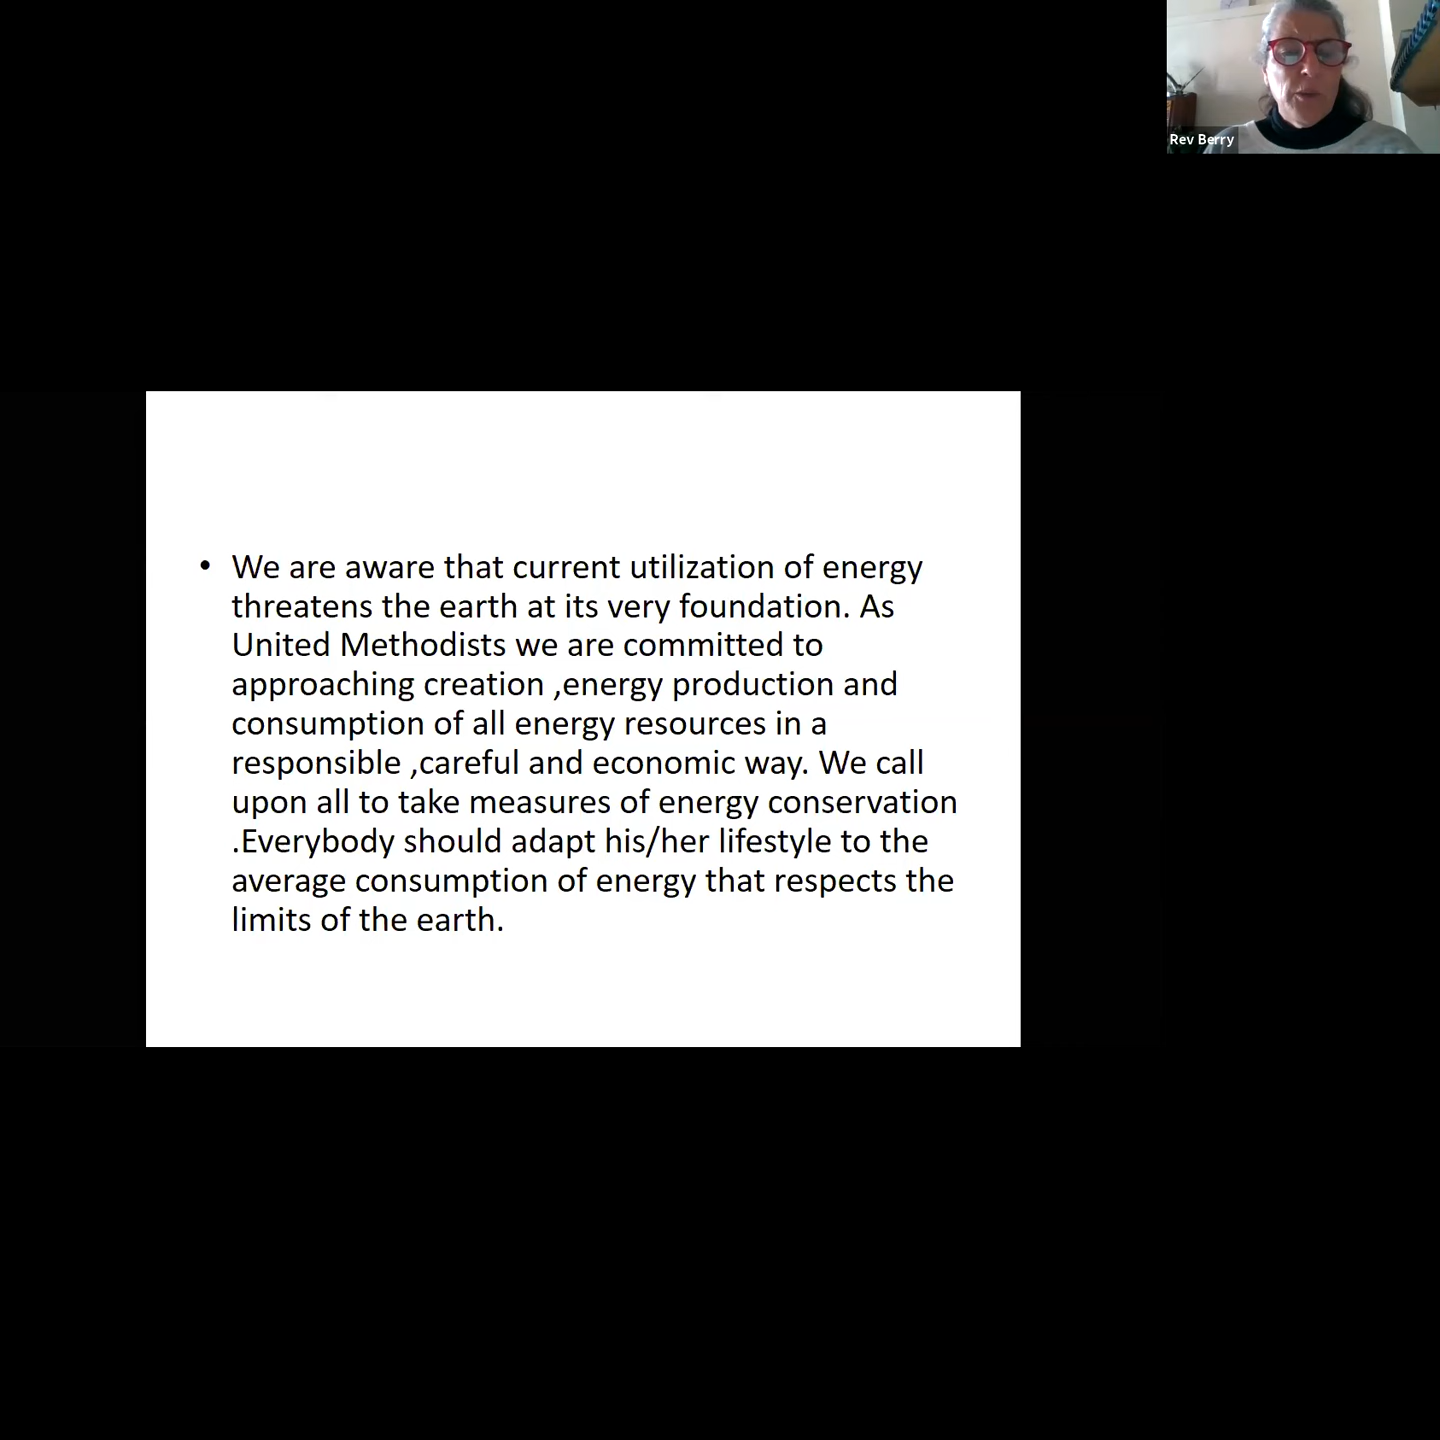 Rev Berry
• We are aware that current utilization of energy
threatens the earth at its very foundation. As
United Methodists we are committed to
approaching creation ,energy production and
consumption of all energy resources in a
responsible ,careful and economic way. We call
upon all to take measures of energy conservation
.Everybody should adapt his/her lifestyle to the
average consumption of energy that respects the
limits of the earth.